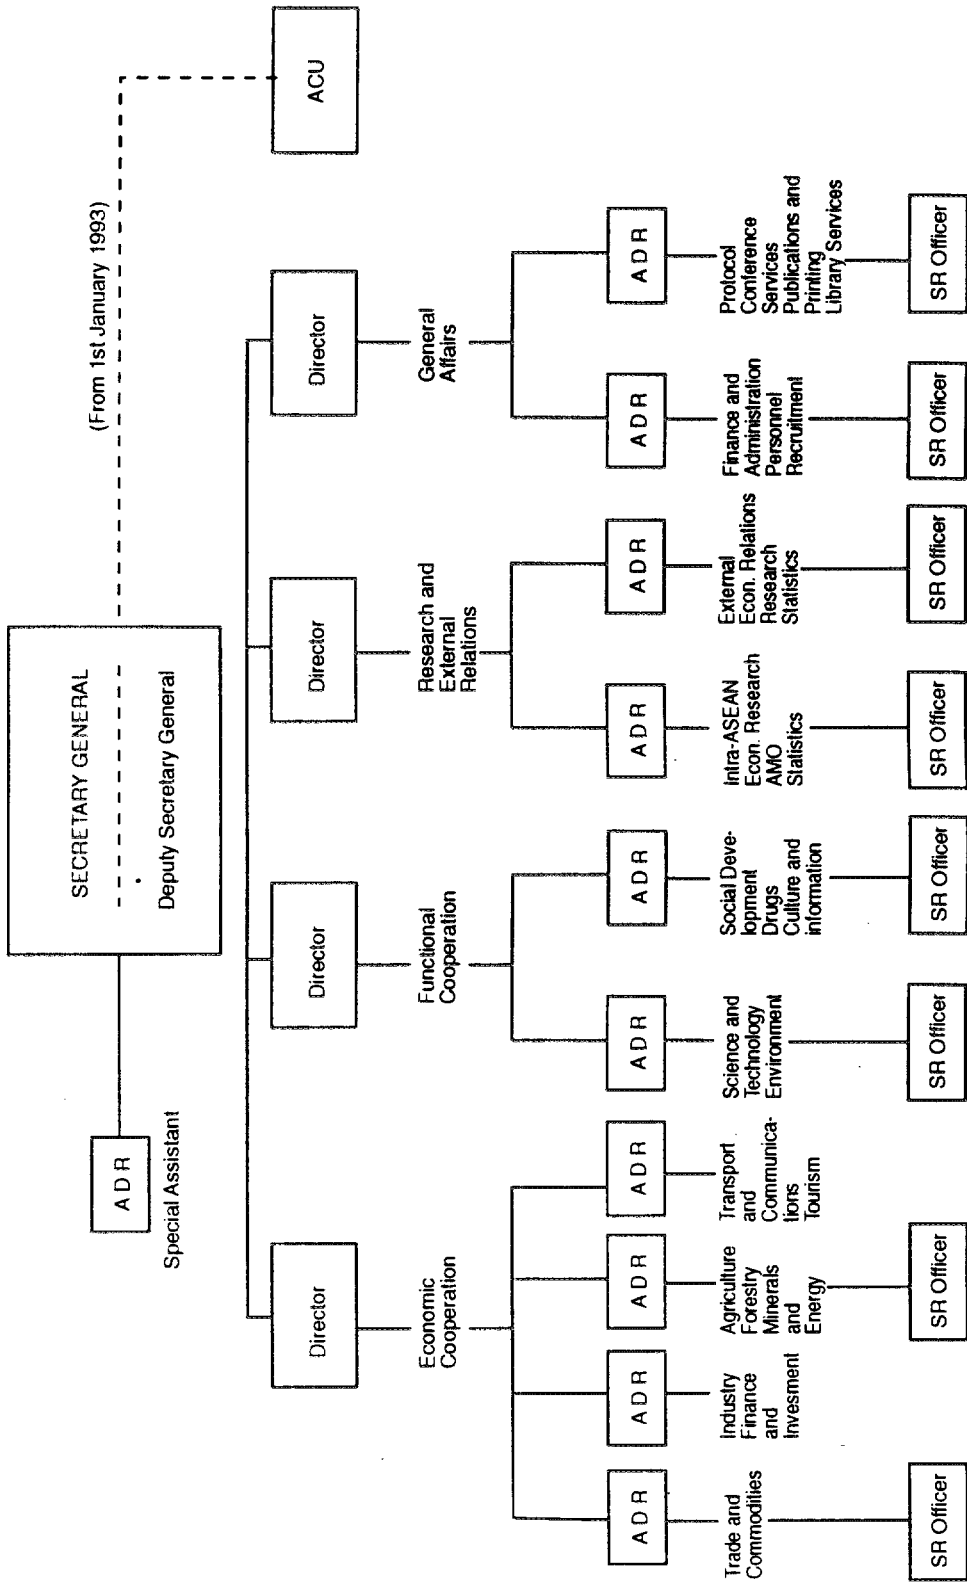 SECRETARY GENERAL
Deputy Secretary General
(From 1st January 1993)
ADR
Special Assistant
ACU
Director
Director
Director
Director
Economic
Cooperation
Functional
Cooperation
Research and
External
Relations
General
Affairs
ADR
ADR
ADR
ADR
ADR
ADR
ADR
ADR
ADR
ADR
Trade and
Commodities
Industry
Finance
and
Invesment
Agriculture
Forestry
Minerals
and
Energy
Transport
and
Communica-
tions
Tourism
Science and
Technology
Environment
Social Deve-
lopment
Drugs
Culture and
information
Intra-ASEAN
Econ. Research
AMO
Statistics
External
Econ. Relations
Research
Statistics
Finance and
Administration
Personnel
Recruitment
Protocol
Conference
Services
Publications and
Printing
Library Services
SR Officer
SR Officer
SR Officer
SR Officer
SR Officer
SR Officer
SR Officer
SR Officer